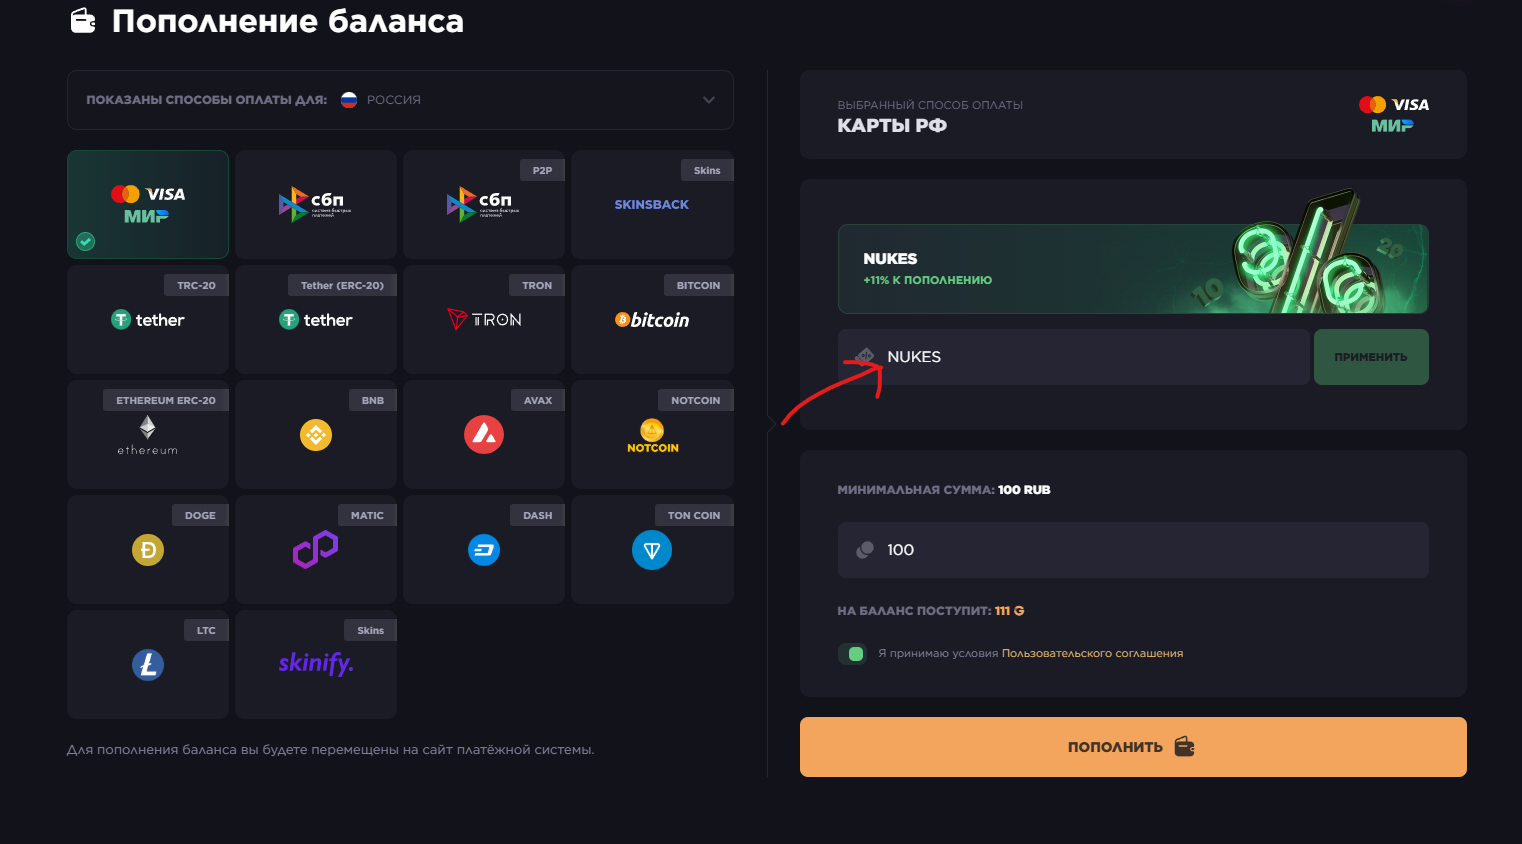 Пополнение баланса
ПОКАЗАНЫ СПОСОБЫ ОПЛАТЫ ДЛЯ: РОССИЯ
VISA
МИР
сбп
система быстрых
платежей
P2P
сбп
система быстрых
платежей
Skins
SKINSBACK
TRC-20
tether
Tether (ERC-20)
tether
TRON
TRON
BITCOIN
bitcoin
ETHEREUM ERC-20
ethereum
BNB
AVAX
NOTCOIN
NOTCOIN
DOGE
MATIC
DASH
TON COIN
LTC
Skins
skinify.
Для пополнения баланса вы будете перемещены на сайт платёжной системы.
ВЫБРАННЫЙ СПОСОБ ОПЛАТЫ
КАРТЫ РФ
VISA
МИР
NUKES
+11% К ПОПОЛНЕНИЮ
10
20
NUKES
ПРИМЕНИТЬ
МИНИМАЛЬНАЯ СУММА: 100 RUB
100
НА БАЛАНС ПОСТУПИТ: 111 G
Я принимаю условия Пользовательского соглашения
ПОПОЛНИТЬ